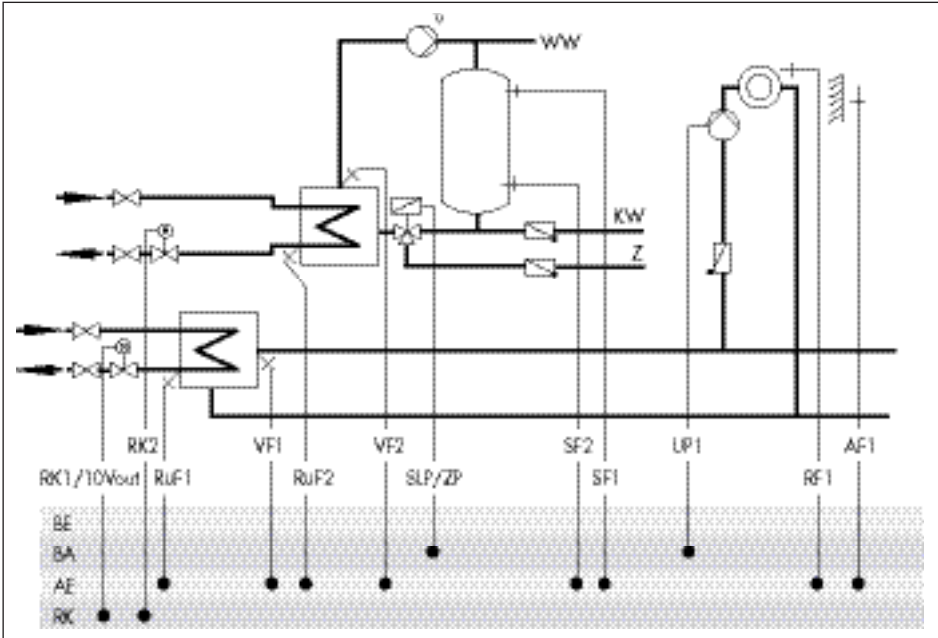 WW
KW
Z
RK2 VF1 VF2 SF2 UP1 AF1
RK1/10Vout RüF1 RüF2 SLP/ZP SF1 RF1
BE
BA
AE
RK